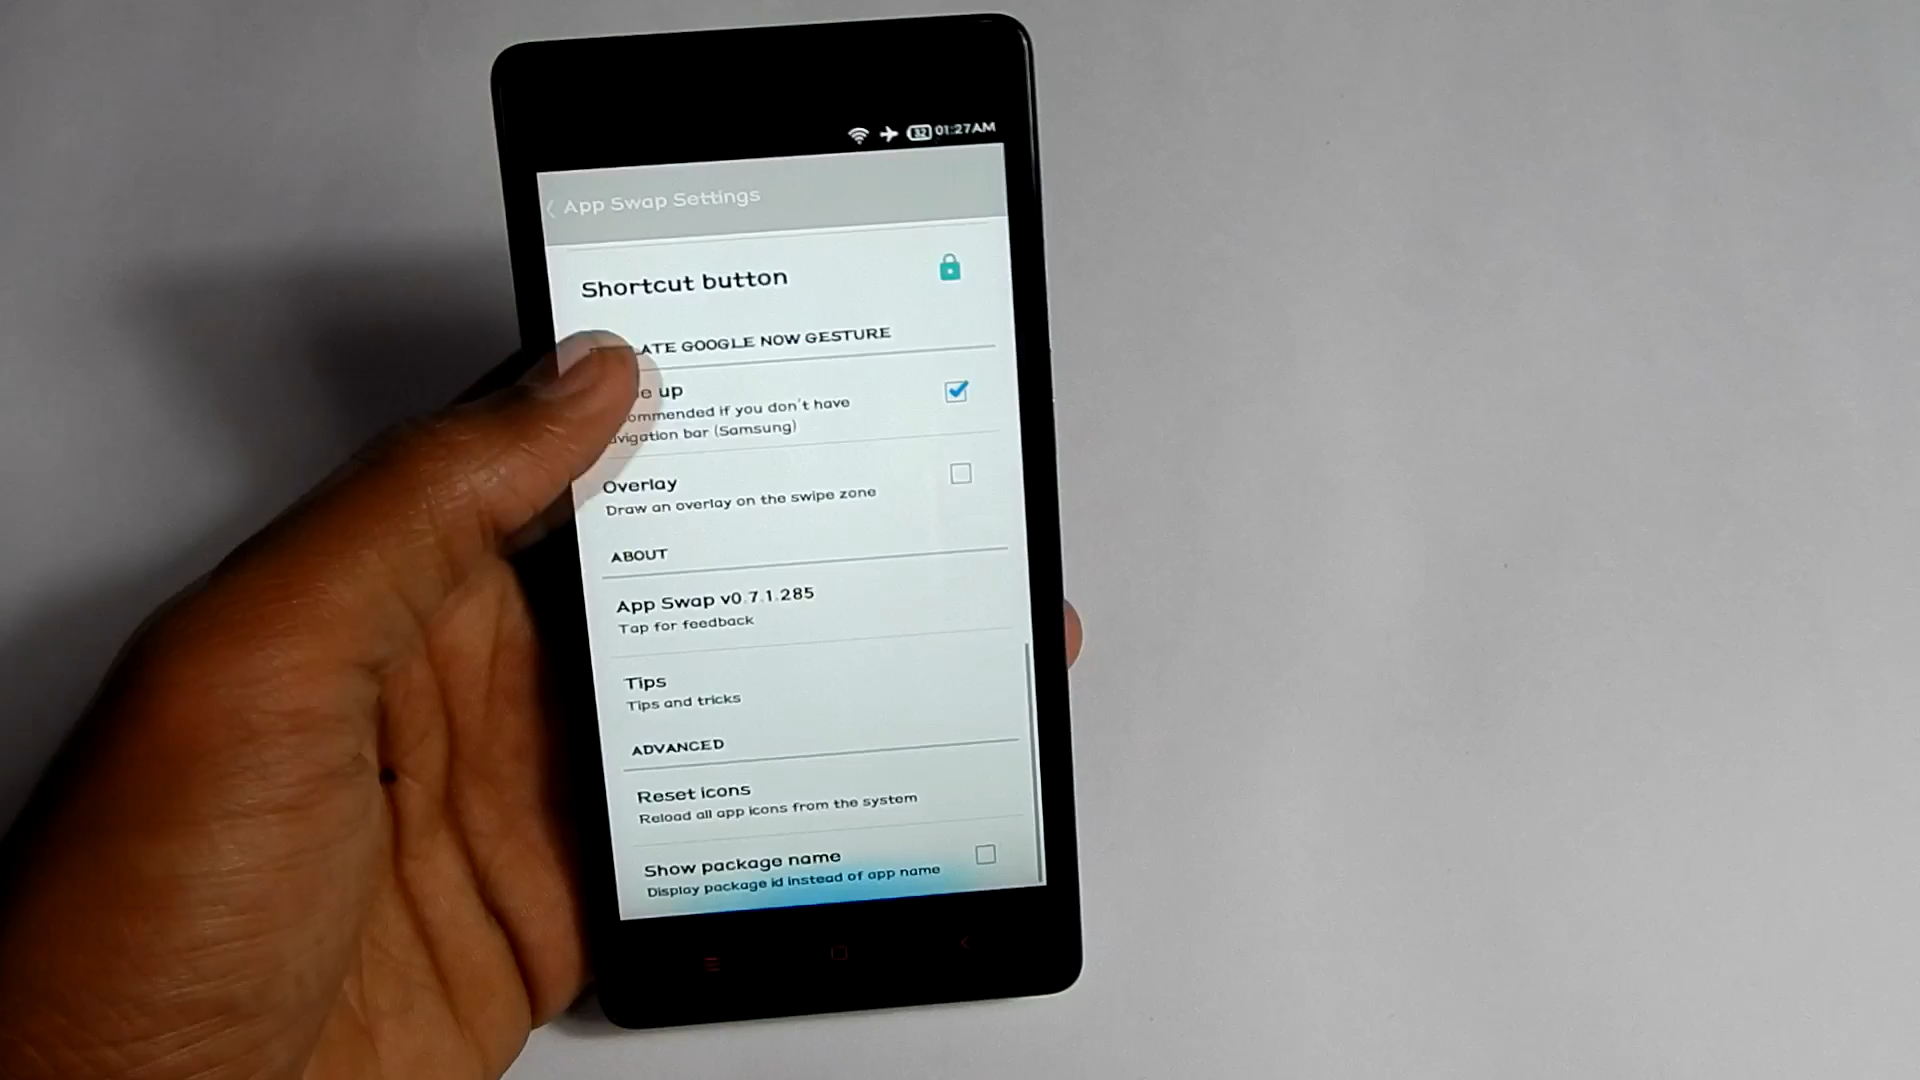 32 01:27AM
App Swap Settings
Shortcut button
ATE GOOGLE NOW GESTURE
up
ommended if you don't have
vigation bar (Samsung)
Overlay
Draw an overlay on the swipe zone
ABOUT
App Swap v0.7.1.285
Tap for feedback
Tips
Tips and tricks
ADVANCED
Reset icons
Reload all app icons from the system
Show package name
Display package id instead of app name